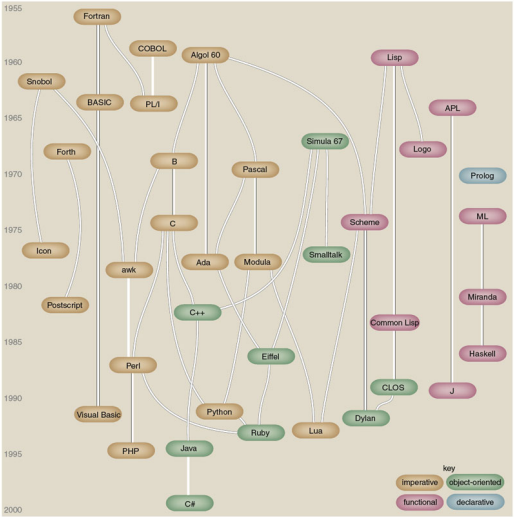 1955
Fortran
COBOL
Algol 60
1960
Lisp
Snobol
BASIC
PL/I
APL
1965
Simula 67
Forth
B
Logo
Pascal
1970
Prolog
C
Scheme
ML
1975
Icon
Smalltalk
awk
Ada
Modula
1980
Postscript
Miranda
C++
Common Lisp
1985
Eiffel
Haskell
Perl
CLOS
J
1990
Visual Basic
Python
Dylan
Ruby
Lua
PHP
Java
1995
key
imperative
object-oriented
functional
declarative
C#
2000